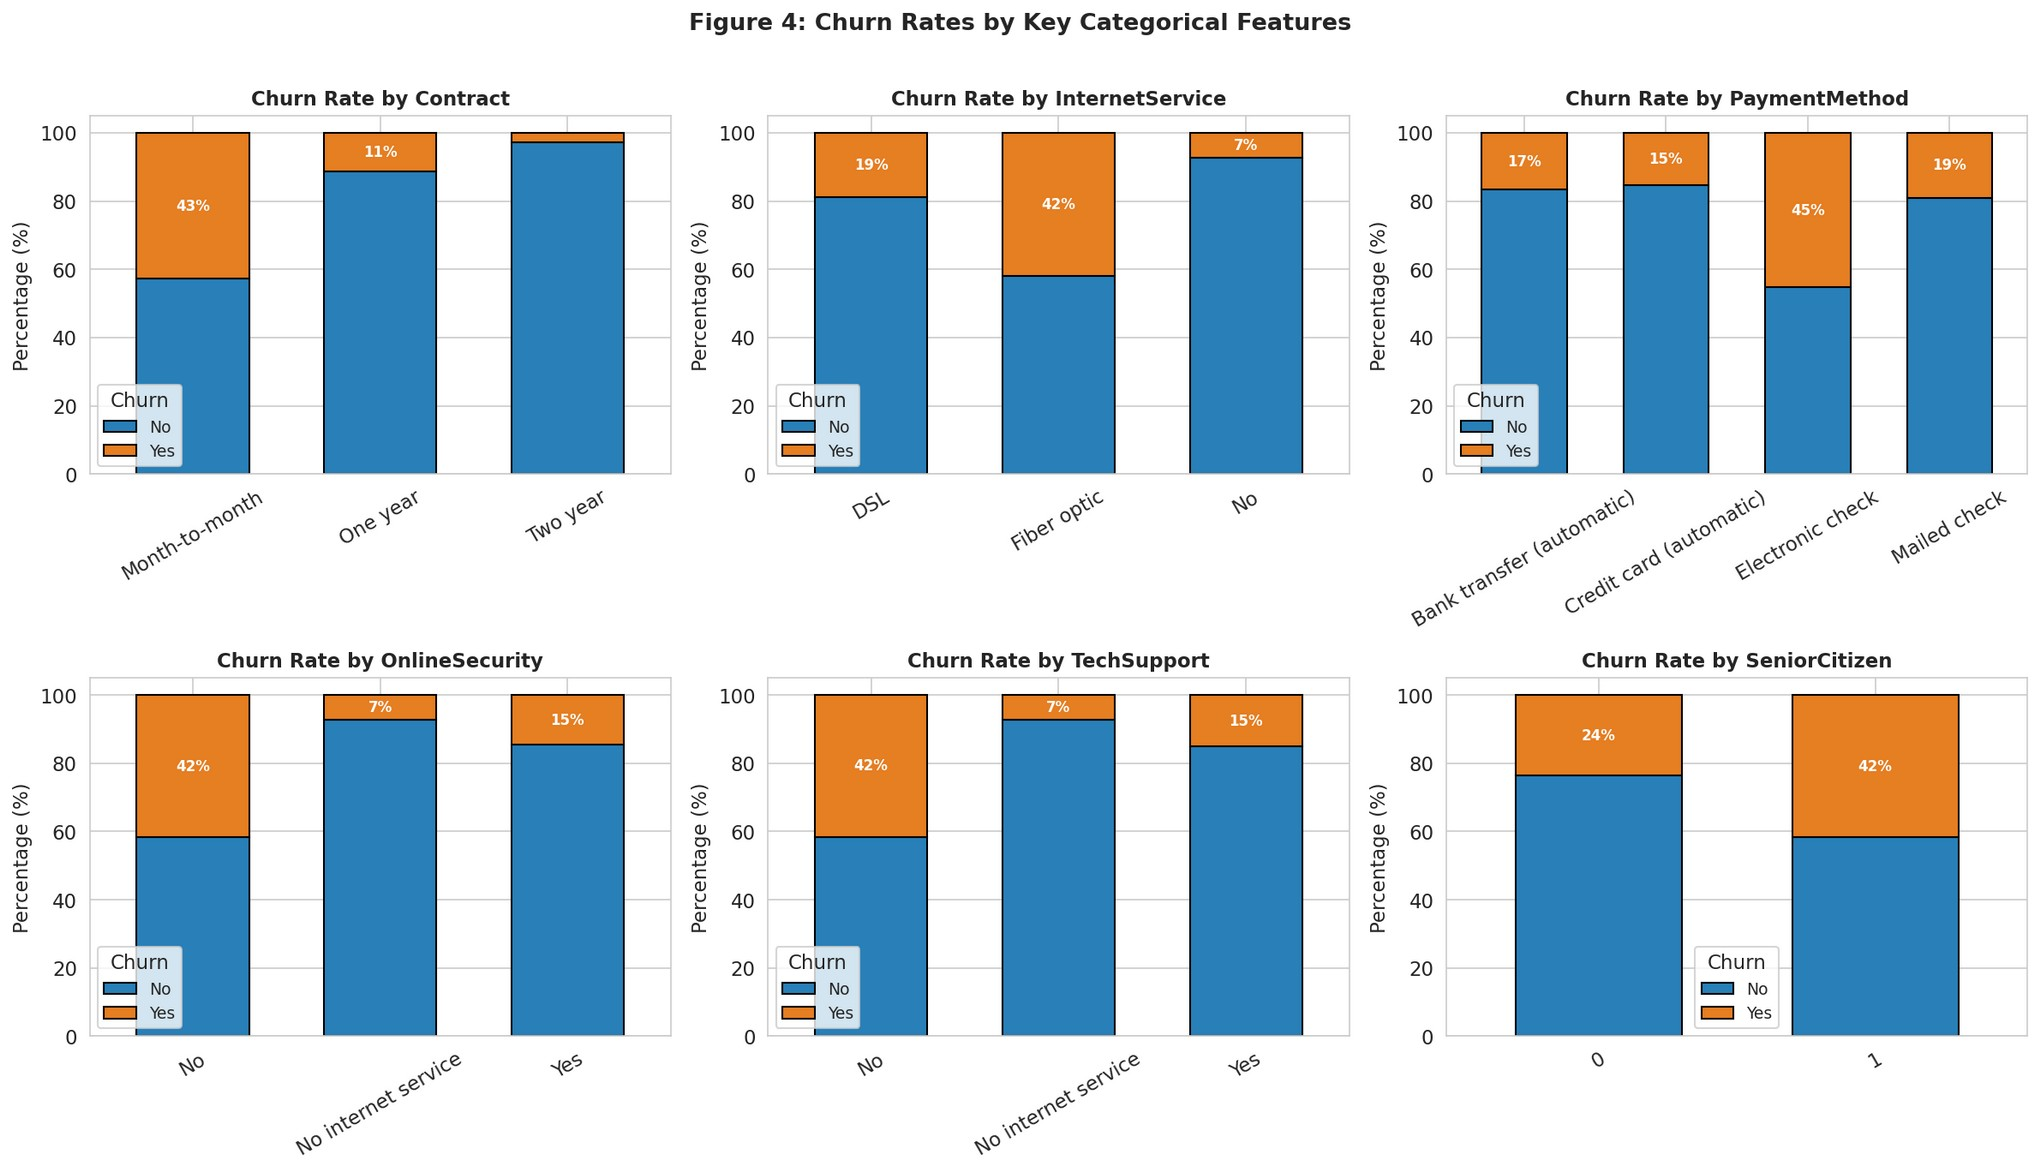 Figure 4: Churn Rates by Key Categorical Features
Churn Rate by Contract
Percentage (%)
100
80
60
40
20
0
43%
11%
Churn
No
Yes
Month-to-month
One year
Two year
Churn Rate by InternetService
Percentage (%)
100
80
60
40
20
0
19%
42%
7%
Churn
No
Yes
DSL
Fiber optic
No
Churn Rate by PaymentMethod
Percentage (%)
100
80
60
40
20
0
17%
15%
45%
19%
Churn
No
Yes
Bank transfer (automatic)
Credit card (automatic)
Electronic check
Mailed check
Churn Rate by OnlineSecurity
Percentage (%)
100
80
60
40
20
0
42%
7%
15%
Churn
No
Yes
No
No internet service
Yes
Churn Rate by TechSupport
Percentage (%)
100
80
60
40
20
0
42%
7%
15%
Churn
No
Yes
No
No internet service
Yes
Churn Rate by SeniorCitizen
Percentage (%)
100
80
60
40
20
0
24%
42%
Churn
No
Yes
0
1